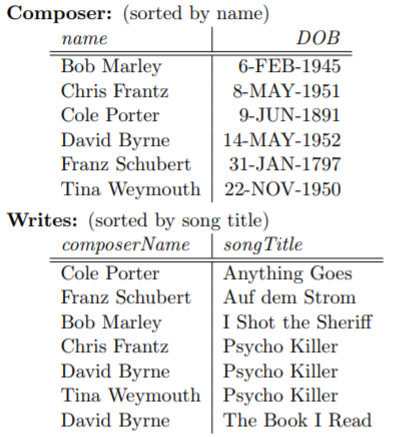 Composer: (sorted by name)
name DOB
Bob Marley 6-FEB-1945
Chris Frantz 8-MAY-1951
Cole Porter 9-JUN-1891
David Byrne 14-MAY-1952
Franz Schubert 31-JAN-1797
Tina Weymouth 22-NOV-1950
Writes: (sorted by song title)
composerName songTitle
Cole Porter Anything Goes
Franz Schubert Auf dem Strom
Bob Marley I Shot the Sheriff
Chris Frantz Psycho Killer
David Byrne Psycho Killer
Tina Weymouth Psycho Killer
David Byrne The Book I Read